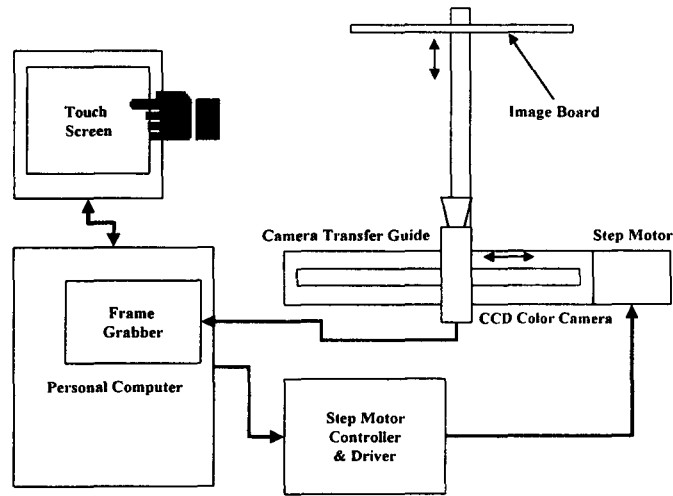 Touch
Screen
Image Board
Camera Transfer Guide
Step Motor
Frame
Grabber
CCD Color Camera
Personal Computer
Step Motor
Controller
& Driver